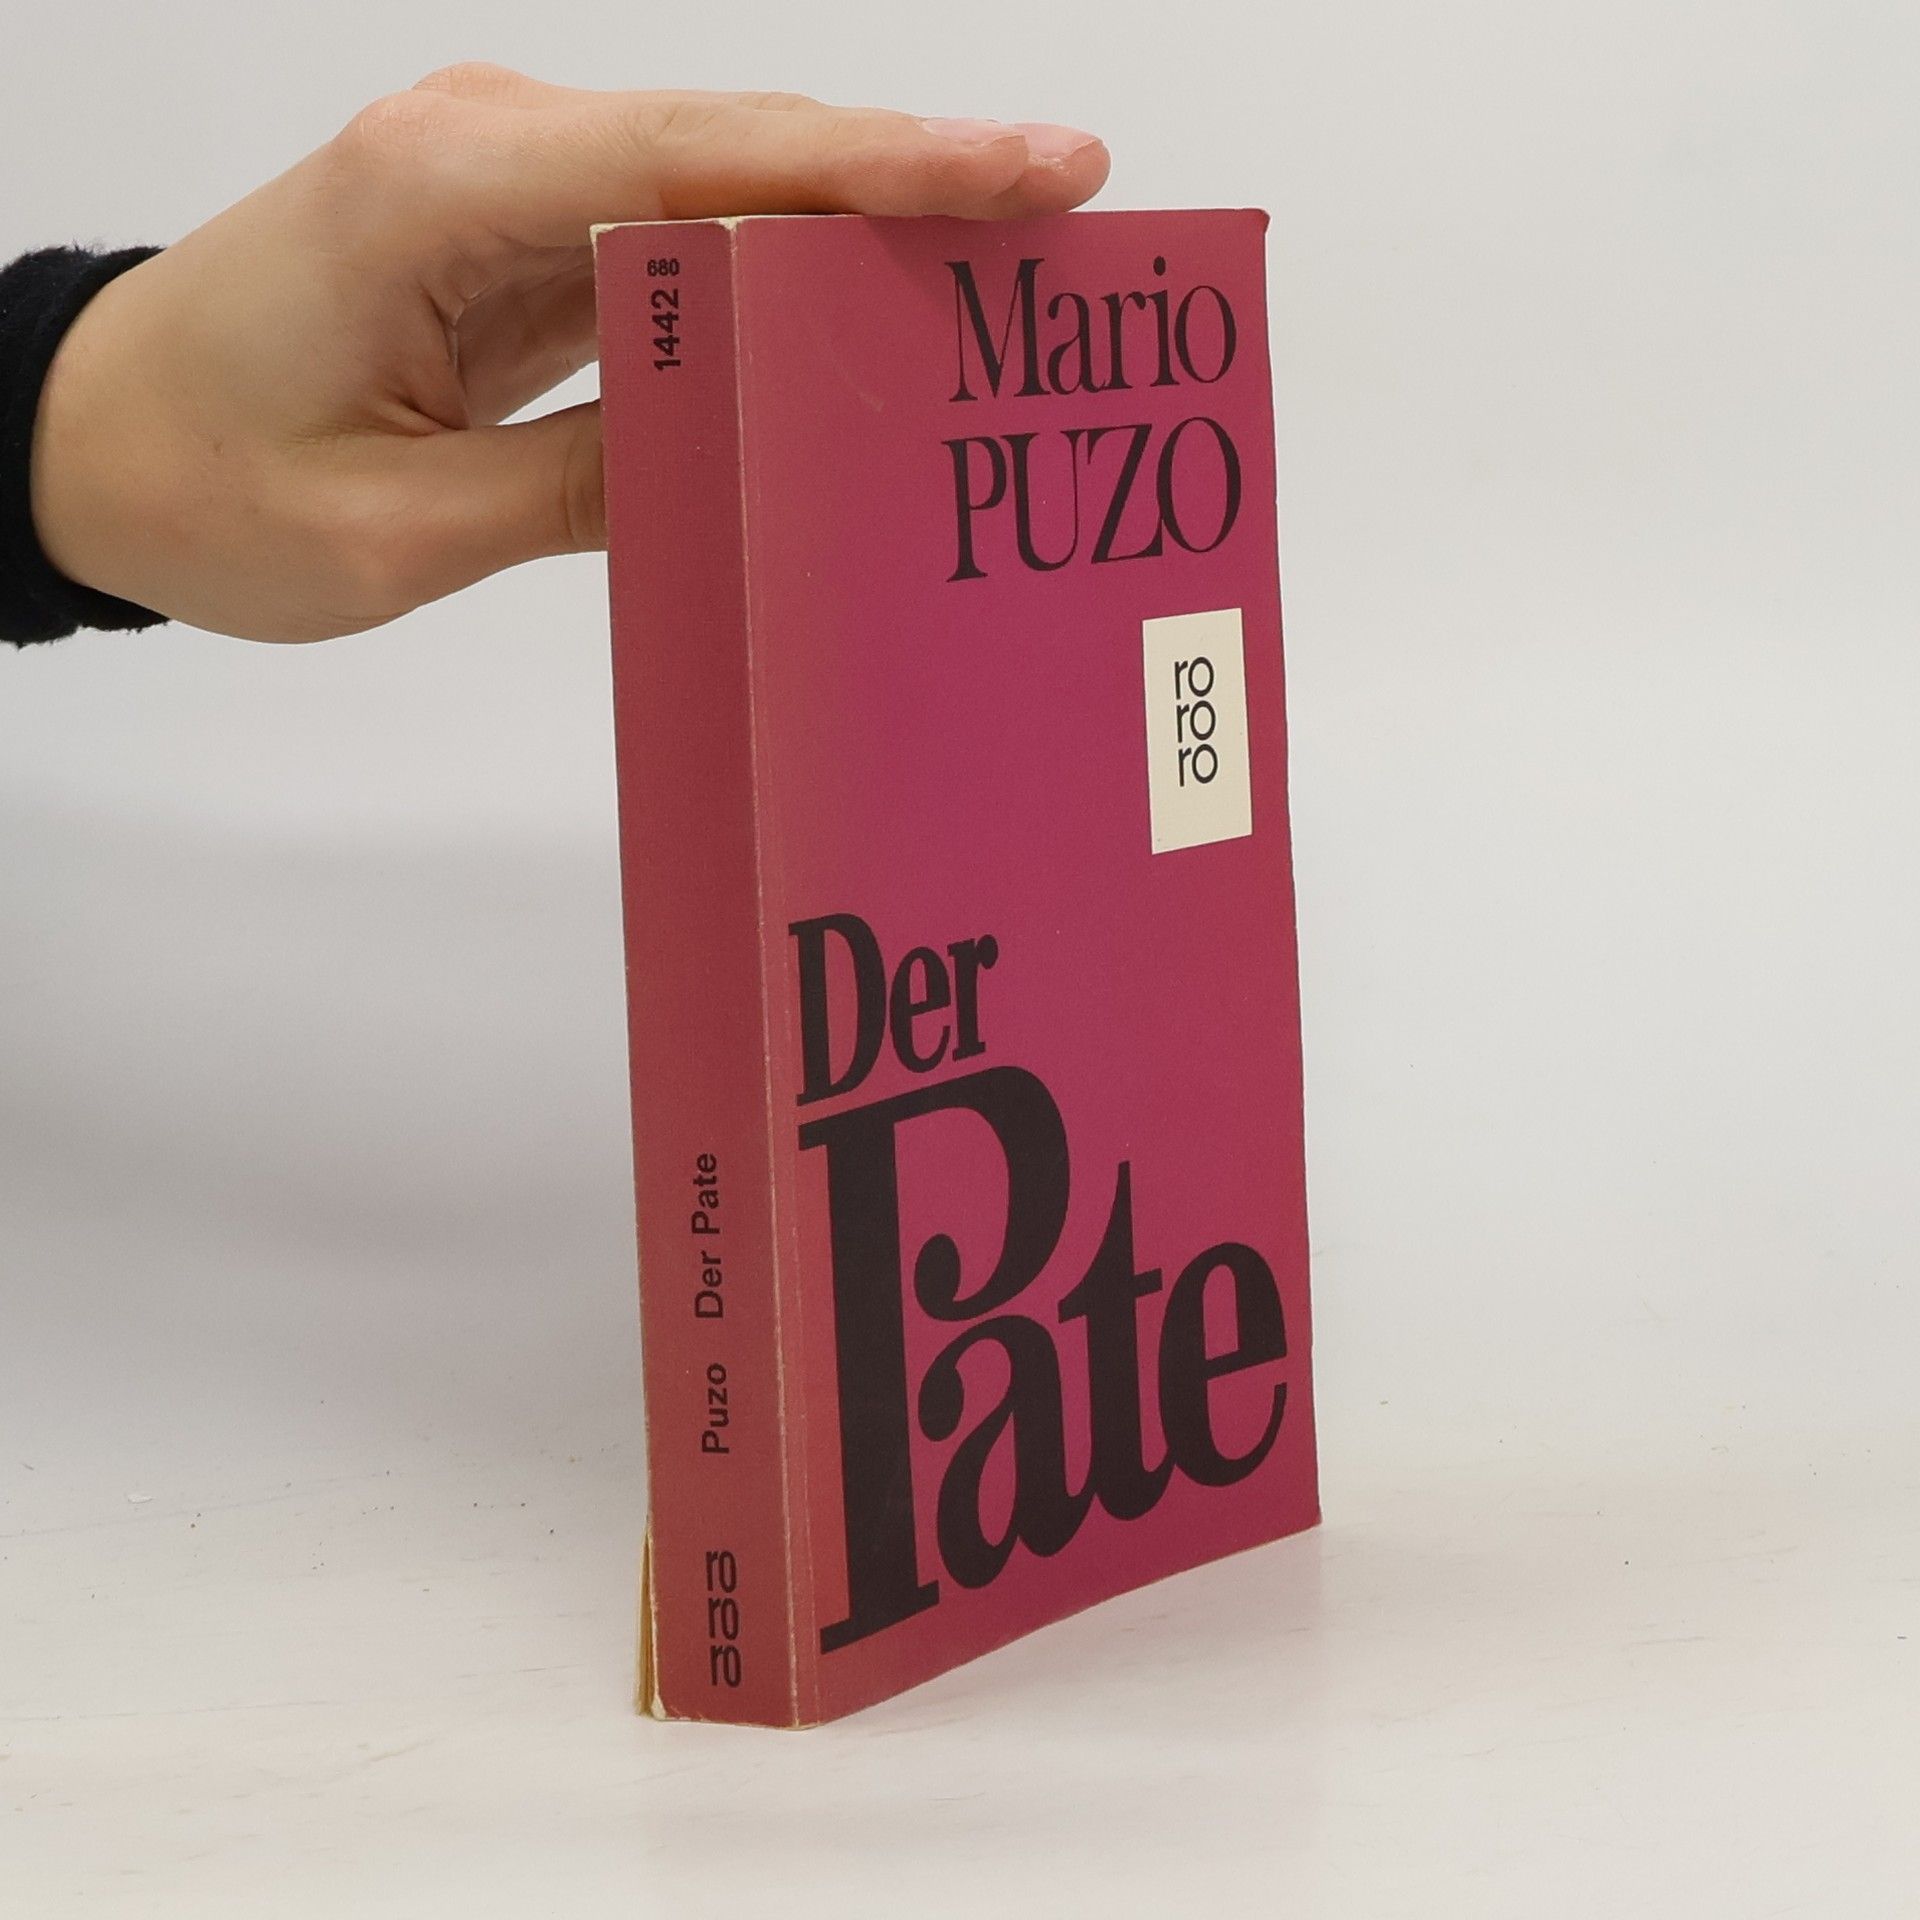 680
1442
Puzo Der Pate
ro
ro
ro
Mario
PUZO
ro
ro
ro
Der
Pate